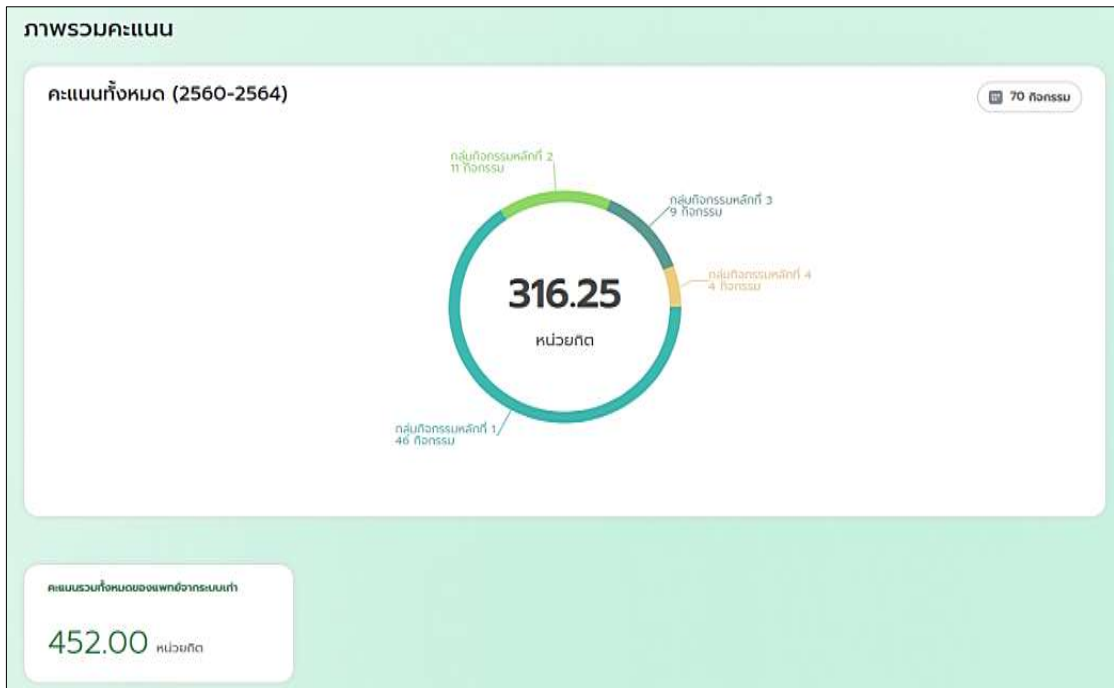 ภาพรวมคะแนน
คะแนนทั้งหมด (2560-2564)
70 กิจกรรม
กลุ่มกิจกรรมหลักที่ 2
11 กิจกรรม
กลุ่มกิจกรรมหลักที่ 3
9 กิจกรรม
กลุ่มกิจกรรมหลักที่ 4
4 กิจกรรม
316.25
หน่วยกิต
กลุ่มกิจกรรมหลักที่ 1
46 กิจกรรม
คะแนนรวมทั้งหมดของแพทย์จากระบบเก่า
452.00 หน่วยกิต